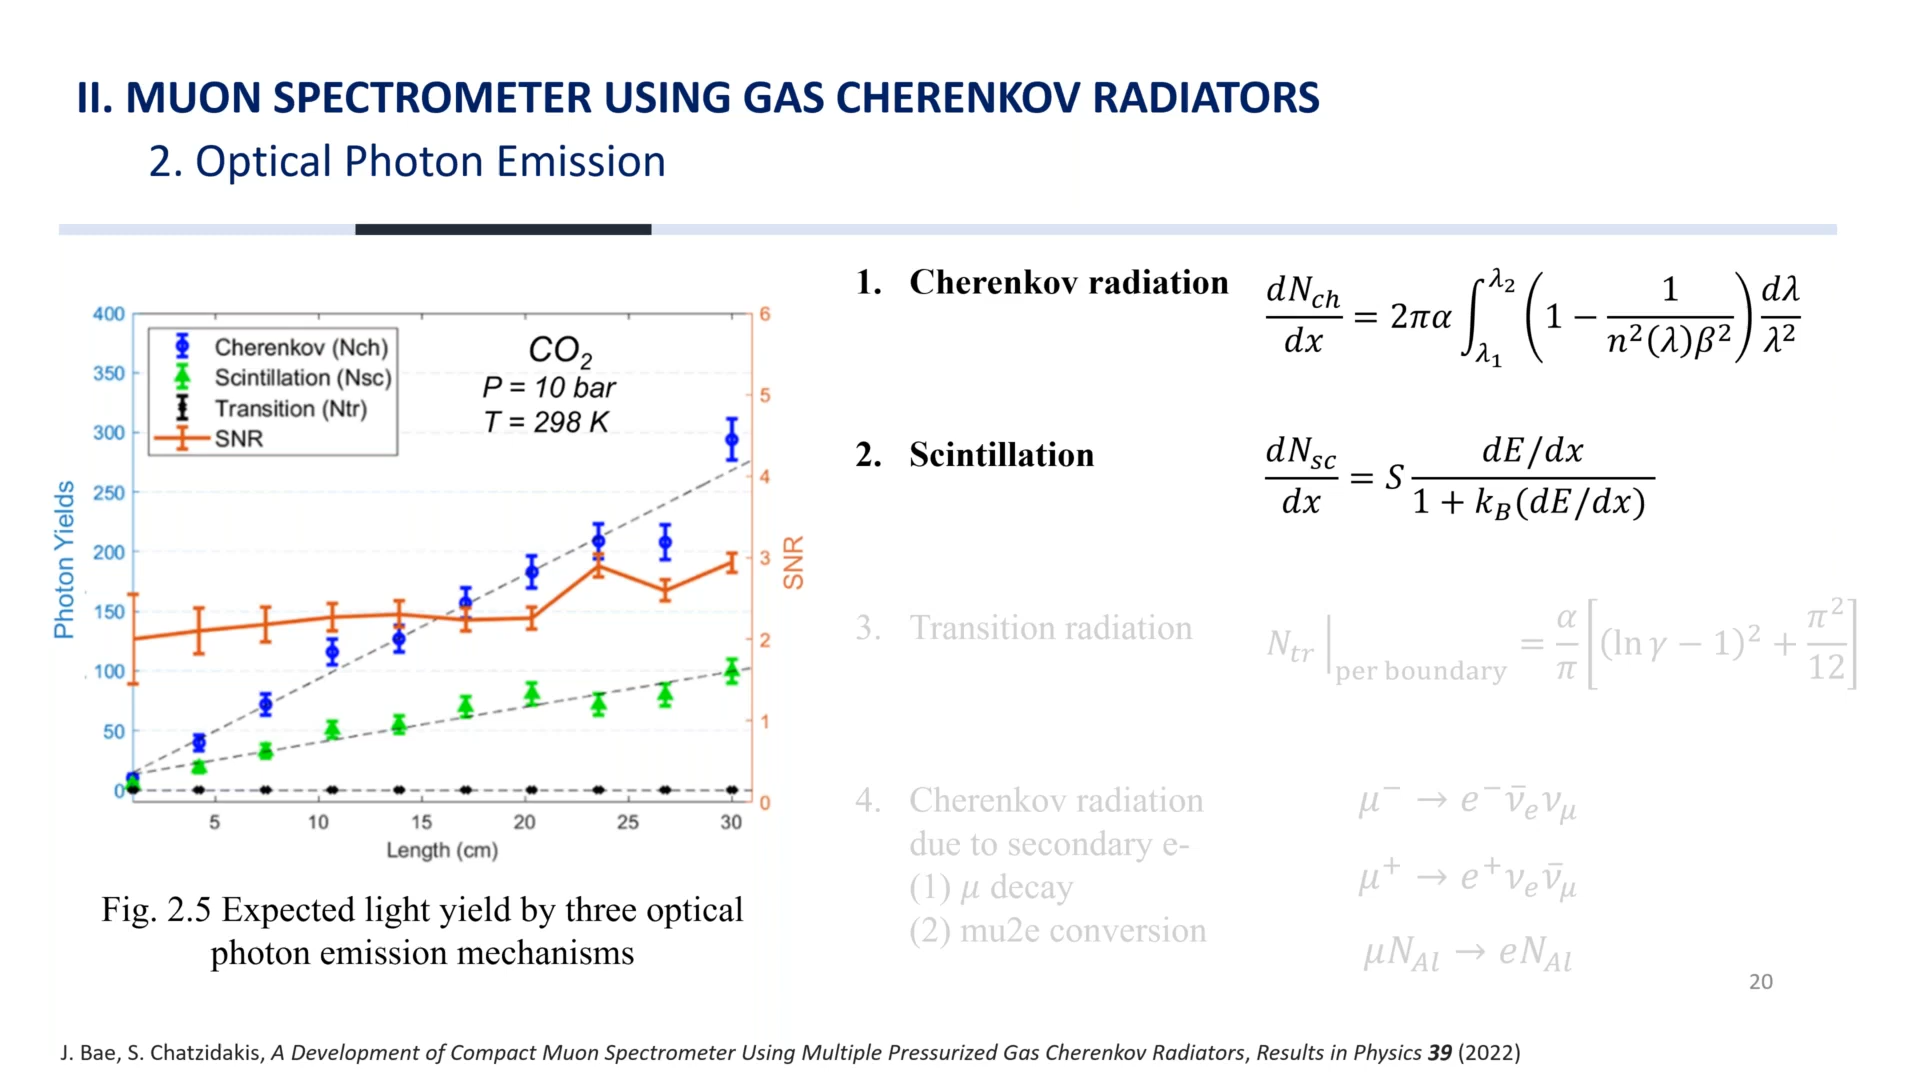 II. MUON SPECTROMETER USING GAS CHERENKOV RADIATORS
2. Optical Photon Emission
400
350
300
250
200
150
100
50
0
Photon Yields
Cherenkov (Nch)
Scintillation (Nsc)
Transition (Ntr)
SNR
CO₂
P = 10 bar
T = 298 K
6
5
4
3
2
1
0
SNR
5 10 15 20 25 30
Length (cm)
Fig. 2.5 Expected light yield by three optical
photon emission mechanisms
1. Cherenkov radiation
dN_ch/dx = 2πα ∫_λ₁^λ₂ (1 − 1/(n²(λ)β²)) dλ/λ²
2. Scintillation
dN_sc/dx = S (dE/dx)/(1 + k_B(dE/dx))
3. Transition radiation
N_tr|per boundary = α/π [(ln γ − 1)² + π²/12]
4. Cherenkov radiation
due to secondary e-
(1) μ decay
(2) mu2e conversion
μ⁻ → e⁻ν̄_eν_μ
μ⁺ → e⁺ν_eν̄_μ
μN_Al → eN_Al
20
J. Bae, S. Chatzidakis, A Development of Compact Muon Spectrometer Using Multiple Pressurized Gas Cherenkov Radiators, Results in Physics 39 (2022)